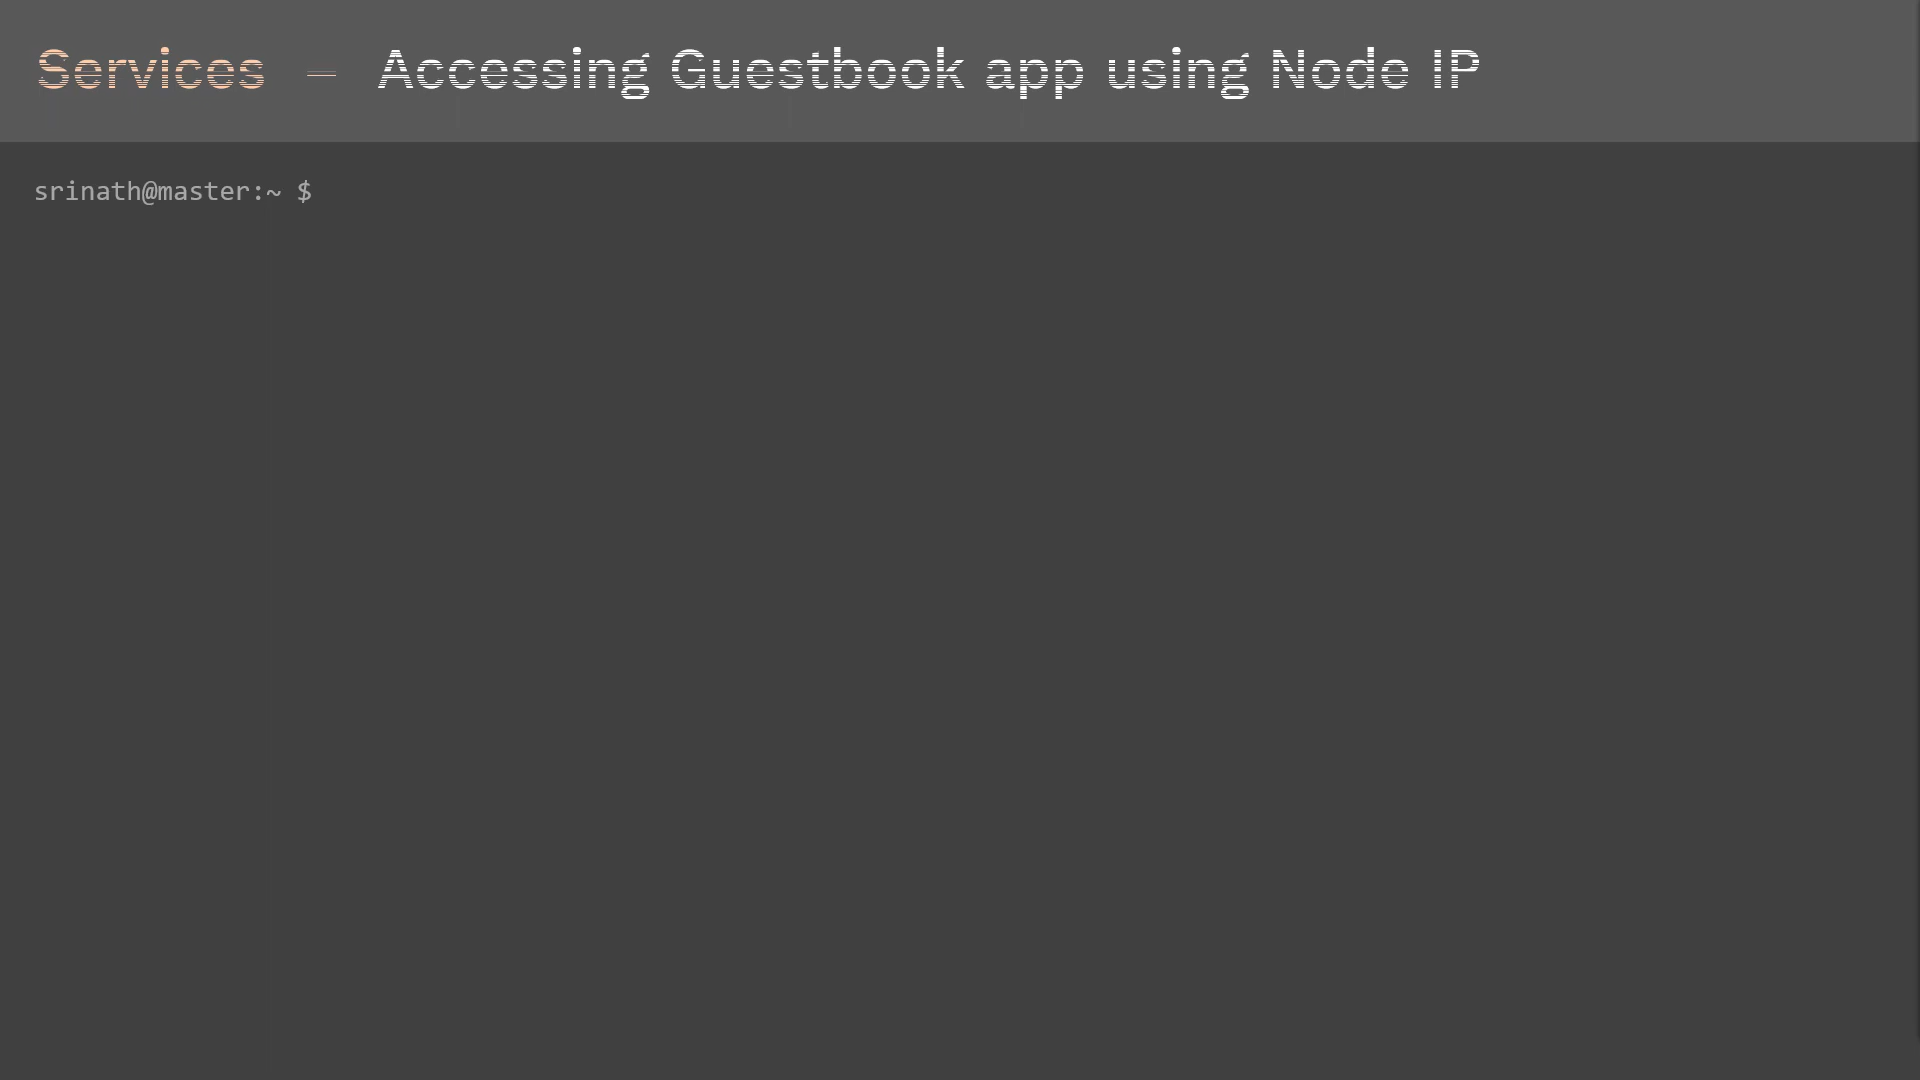 Services – Accessing Guestbook app using Node IP
srinath@master:~ $